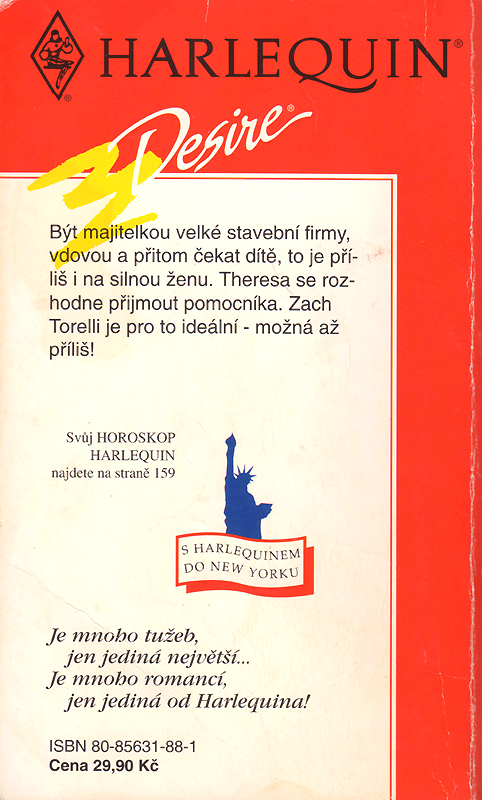 HARLEQUIN®
®
Desire®
Být majitelkou velké stavební firmy,
vdovou a přitom čekat dítě, to je pří-
liš i na silnou ženu. Theresa se roz-
hodne přijmout pomocníka. Zach
Torelli je pro to ideální - možná až
příliš!
Svůj HOROSKOP
HARLEQUIN
najdete na straně 159
S HARLEQUINEM
DO NEW YORKU
Je mnoho tužeb,
jen jediná největší...
Je mnoho romancí,
jen jediná od Harlequina!
ISBN 80-85631-88-1
Cena 29,90 Kč